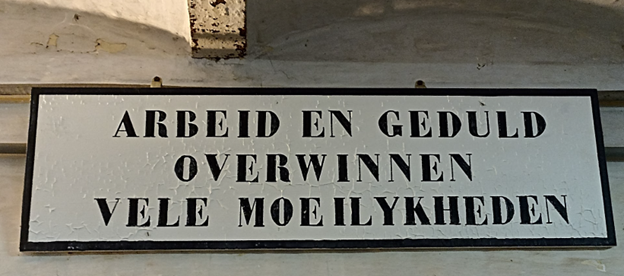 ARBEID EN GEDULD
OVERWINNEN
VELE MOEILYKHEDEN